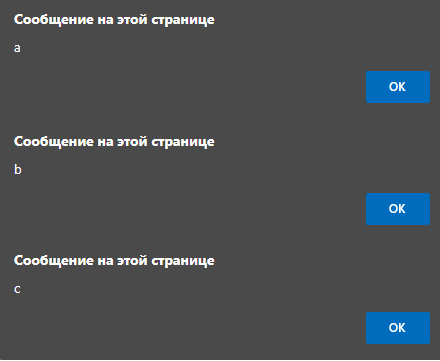 Сообщение на этой странице
a
OK
Сообщение на этой странице
b
OK
Сообщение на этой странице
c
OK